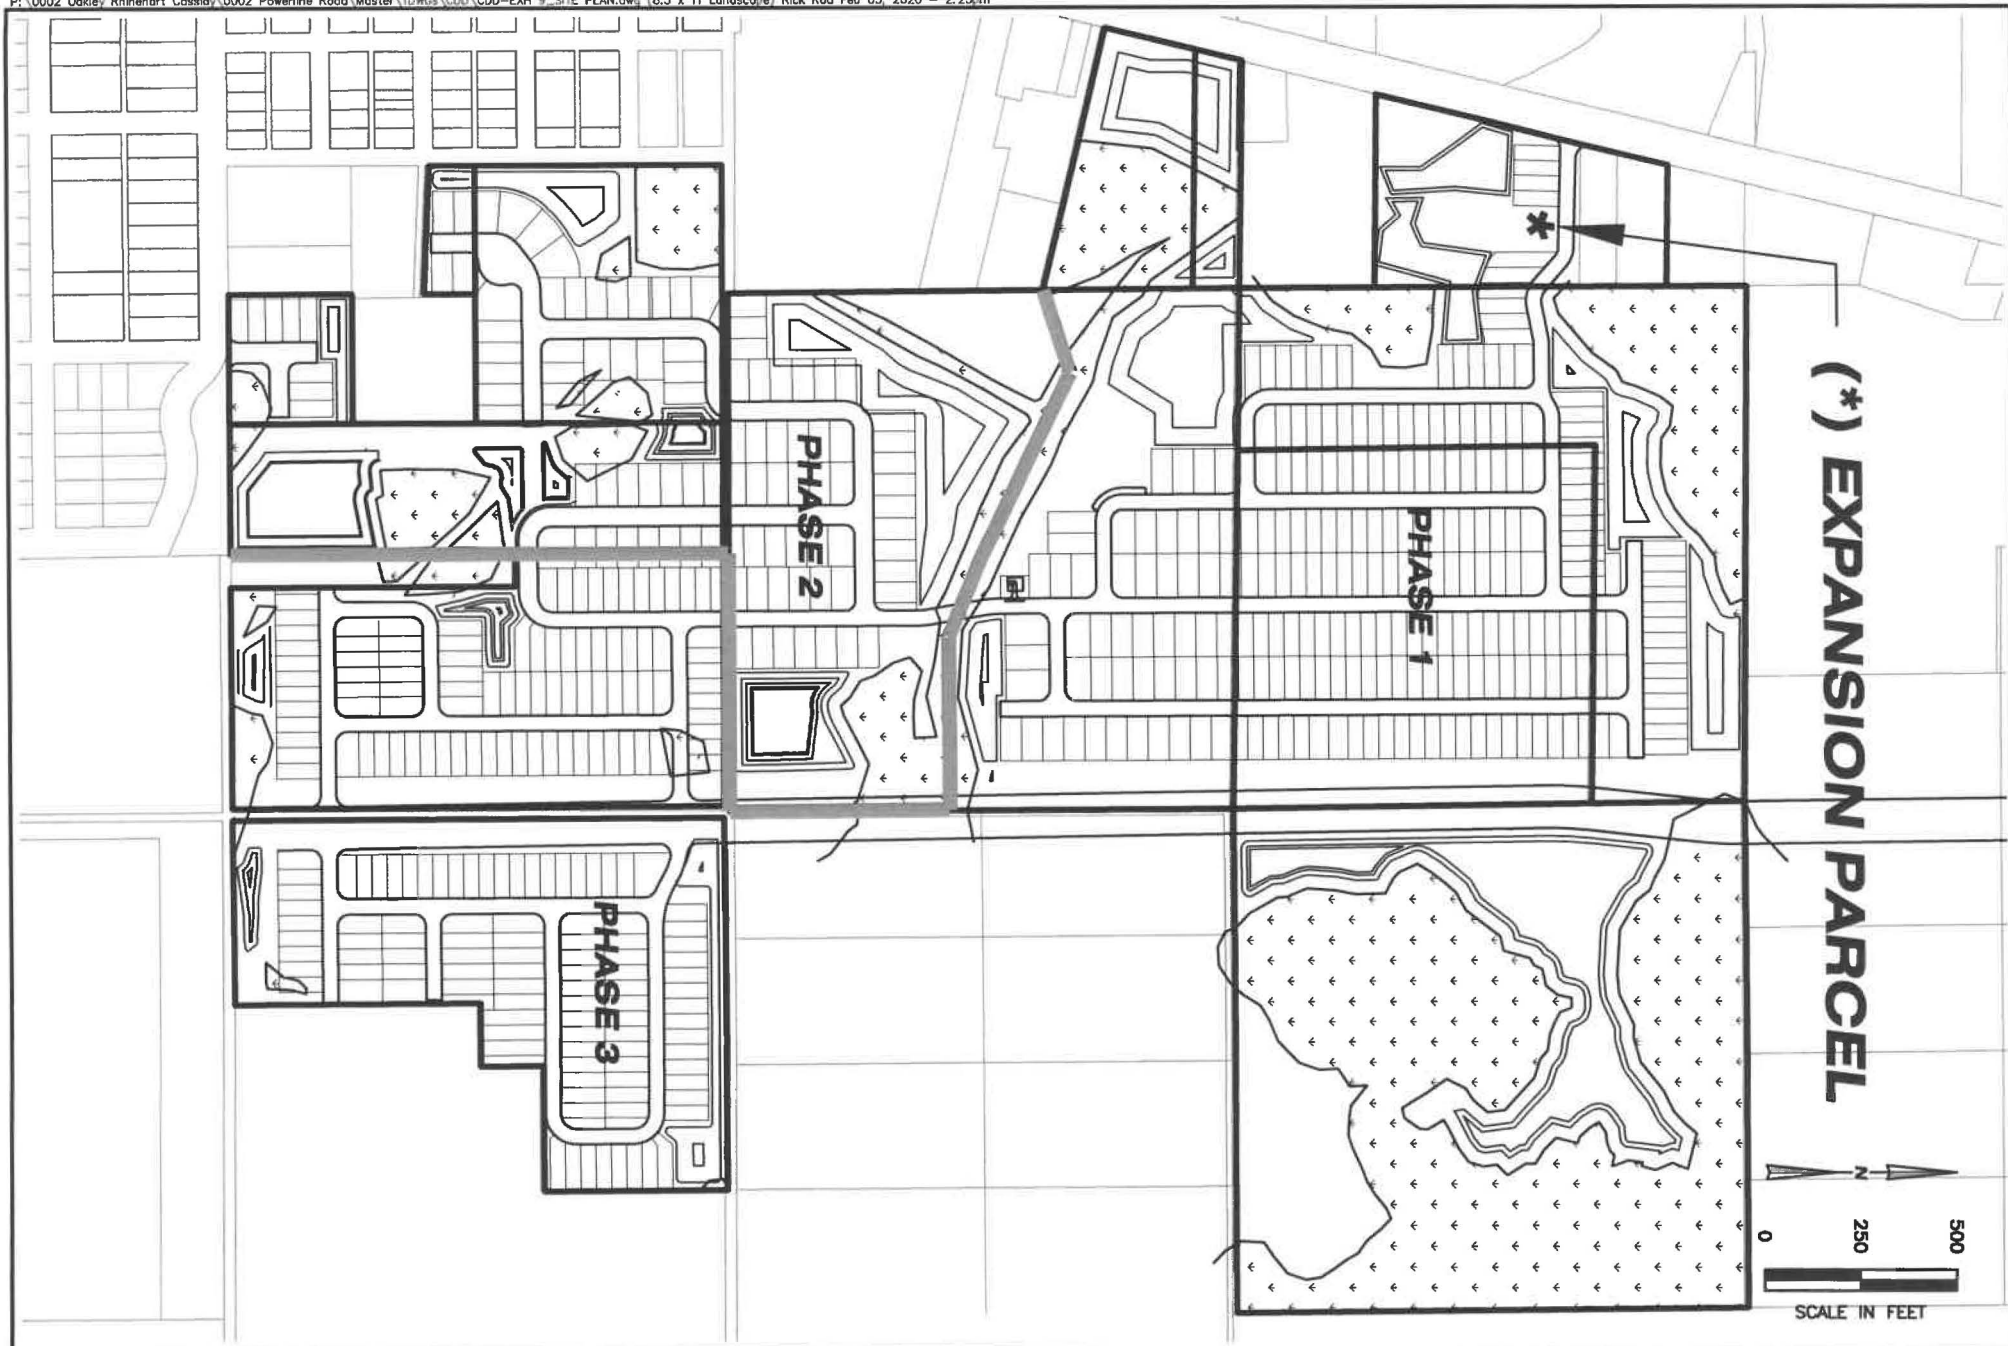 (*) EXPANSION PARCEL
*
PHASE 2
PHASE 1
PHASE 3
N
0
250
500
SCALE IN FEET